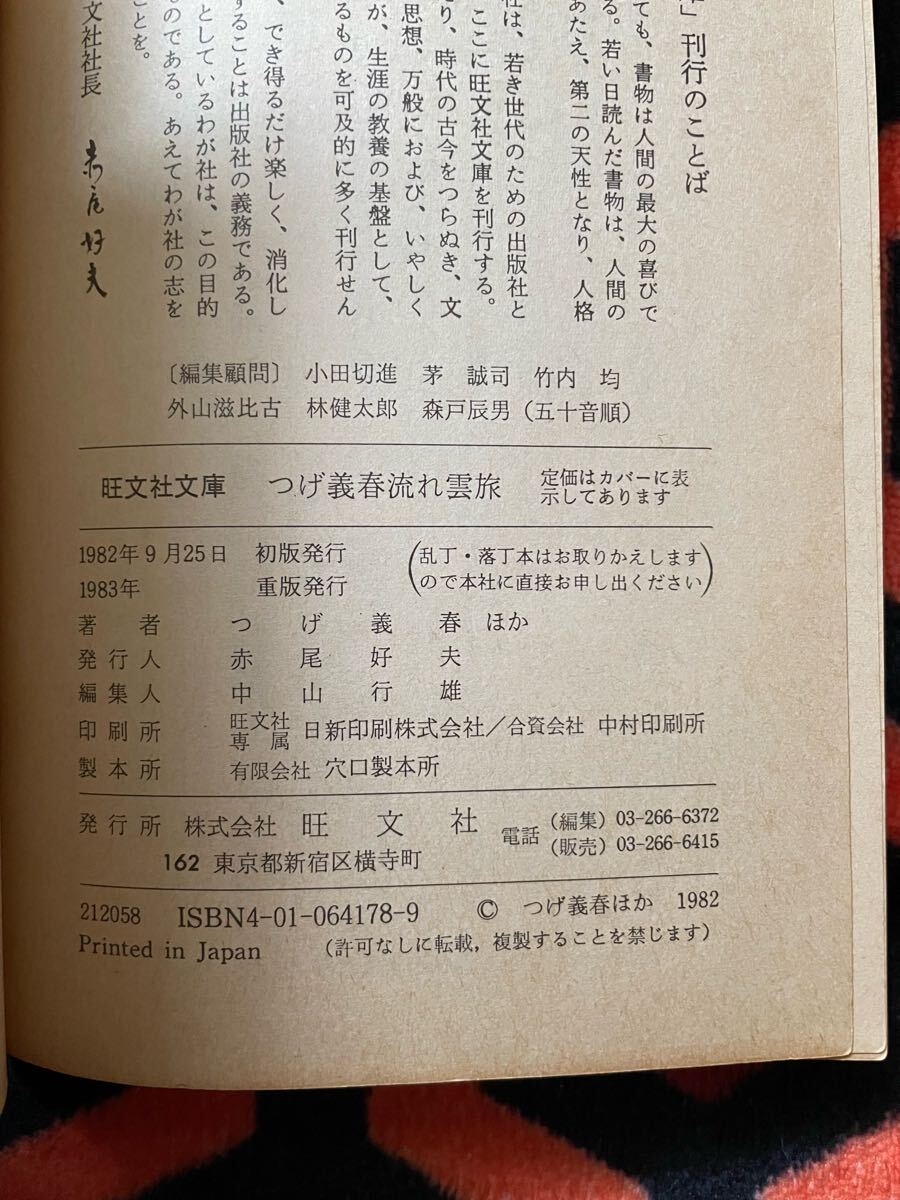 」刊行のことば
ても、書物は人間の最大の喜びで
る。若い日読んだ書物は、人間の
あたえ、第二の天性となり、人格
社は、若き世代のための出版社と
、ここに旺文社文庫を刊行する。
り、時代の古今をつらぬき、文
思想、万般におよび、いやしく
が、生涯の教養の基盤として、
るものを可及的に多く刊行せん
、でき得るだけ楽しく、消化し
することは出版社の義務である。
としているわが社は、この目的
ものである。あえてわが社の志を
ことを。
文社社長 赤尾好夫
〔編集顧問〕 小田切進 茅 誠司 竹内 均
外山滋比古 林健太郎 森戸辰男(五十音順)
旺文社文庫 つげ義春流れ雲旅 定価はカバーに表
示してあります
1982年9月25日 初版発行 (乱丁・落丁本はお取りかえします
1983年 重版発行 ので本社に直接お申し出ください)
著者 つげ義春ほか
発行人 赤尾好夫
編集人 中山行雄
印刷所 旺文社専属 日新印刷株式会社/合資会社 中村印刷所
製本所 有限会社 穴口製本所
発行所 株式会社 旺文社 電話 (編集) 03-266-6372
(販売) 03-266-6415
162 東京都新宿区横寺町
212058 ISBN4-01-064178-9 © つげ義春ほか 1982
Printed in Japan (許可なしに転載, 複製することを禁じます)